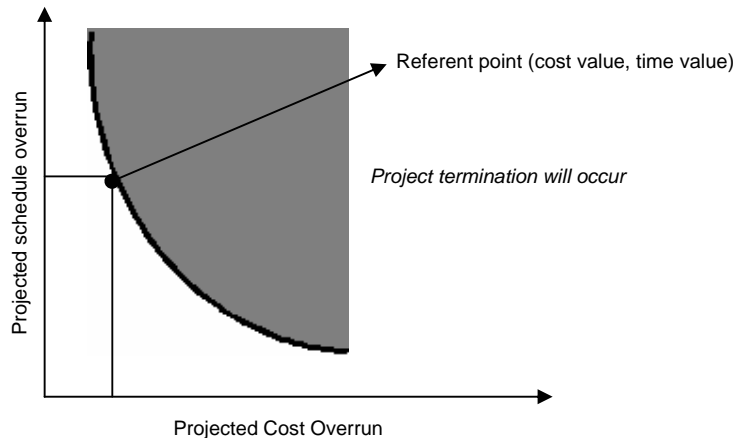 Referent point (cost value, time value)
Project termination will occur
Projected schedule overrun
Projected Cost Overrun